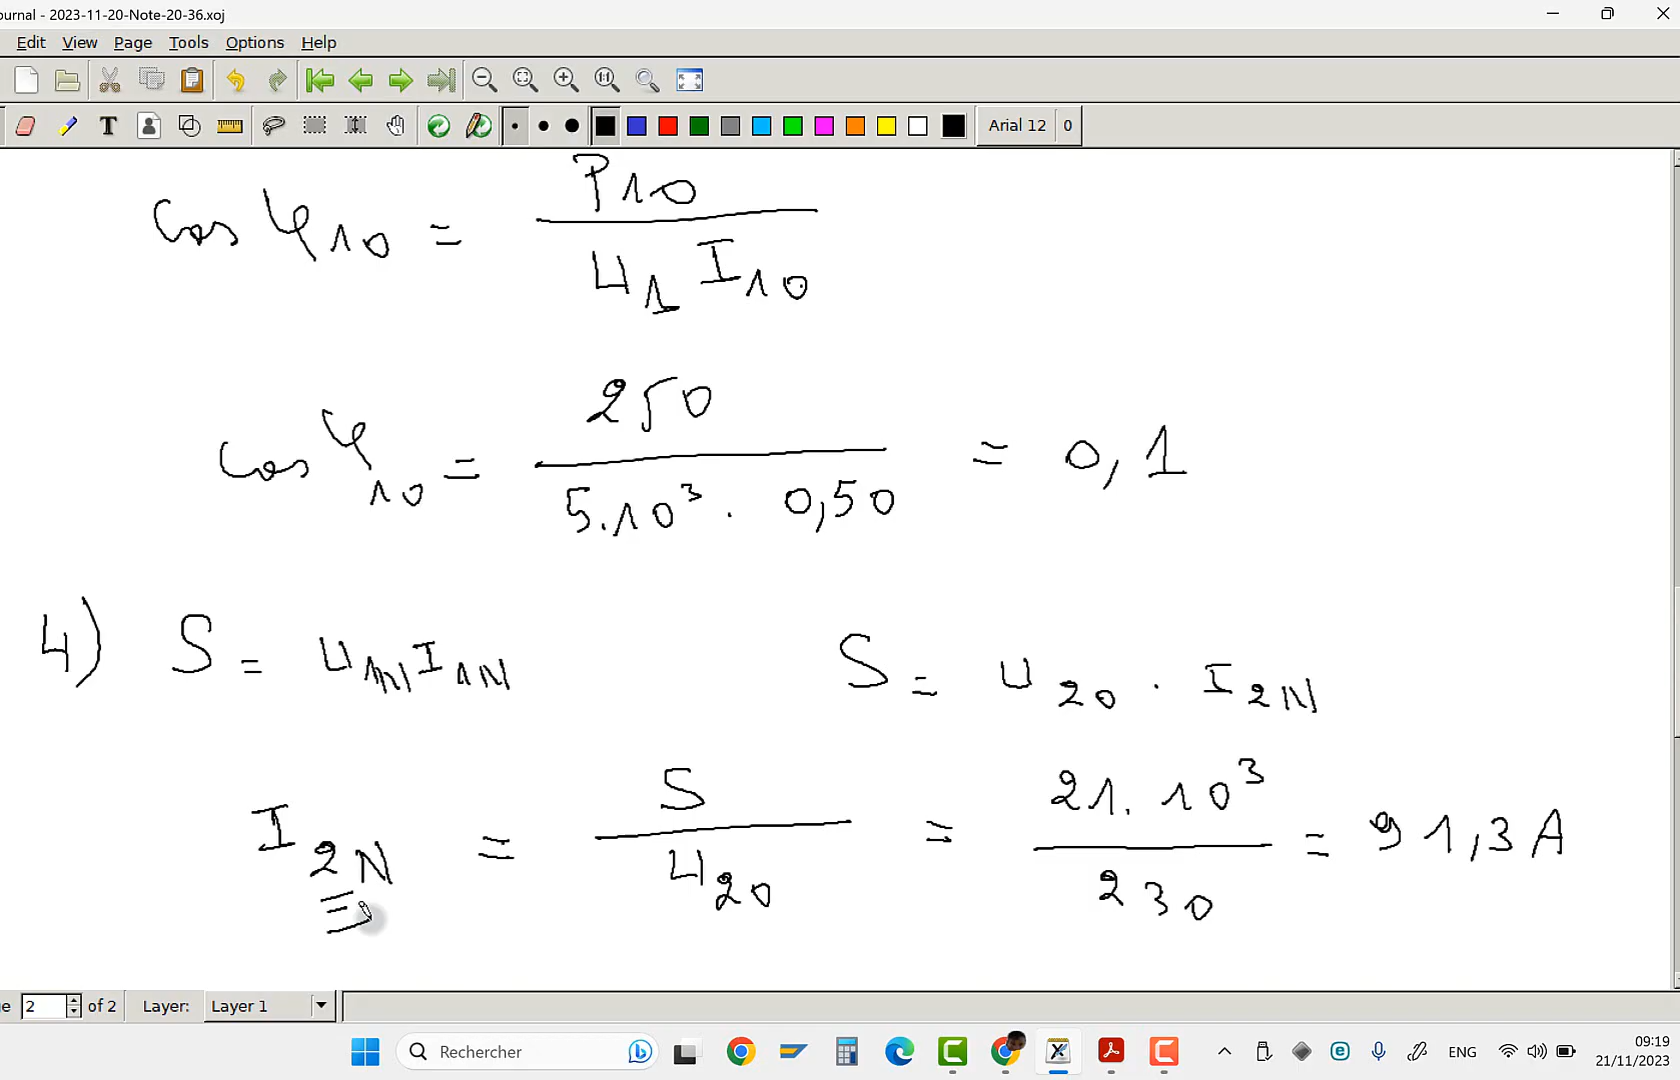 ournal - 2023-11-20-Note-20-36.xoj
Edit View Page Tools Options Help
Arial 12 0
cos φ10 = P10 / U1 I10
cos φ10 = 250 / 5.10³ . 0,50 = 0,1
4) S = U1N I1N S = U20 . I2N
I2N = S / U20 = 21.10³ / 230 = 91,3 A
ge 2 of 2 Layer: Layer 1
Rechercher
ENG
09:19
21/11/2023